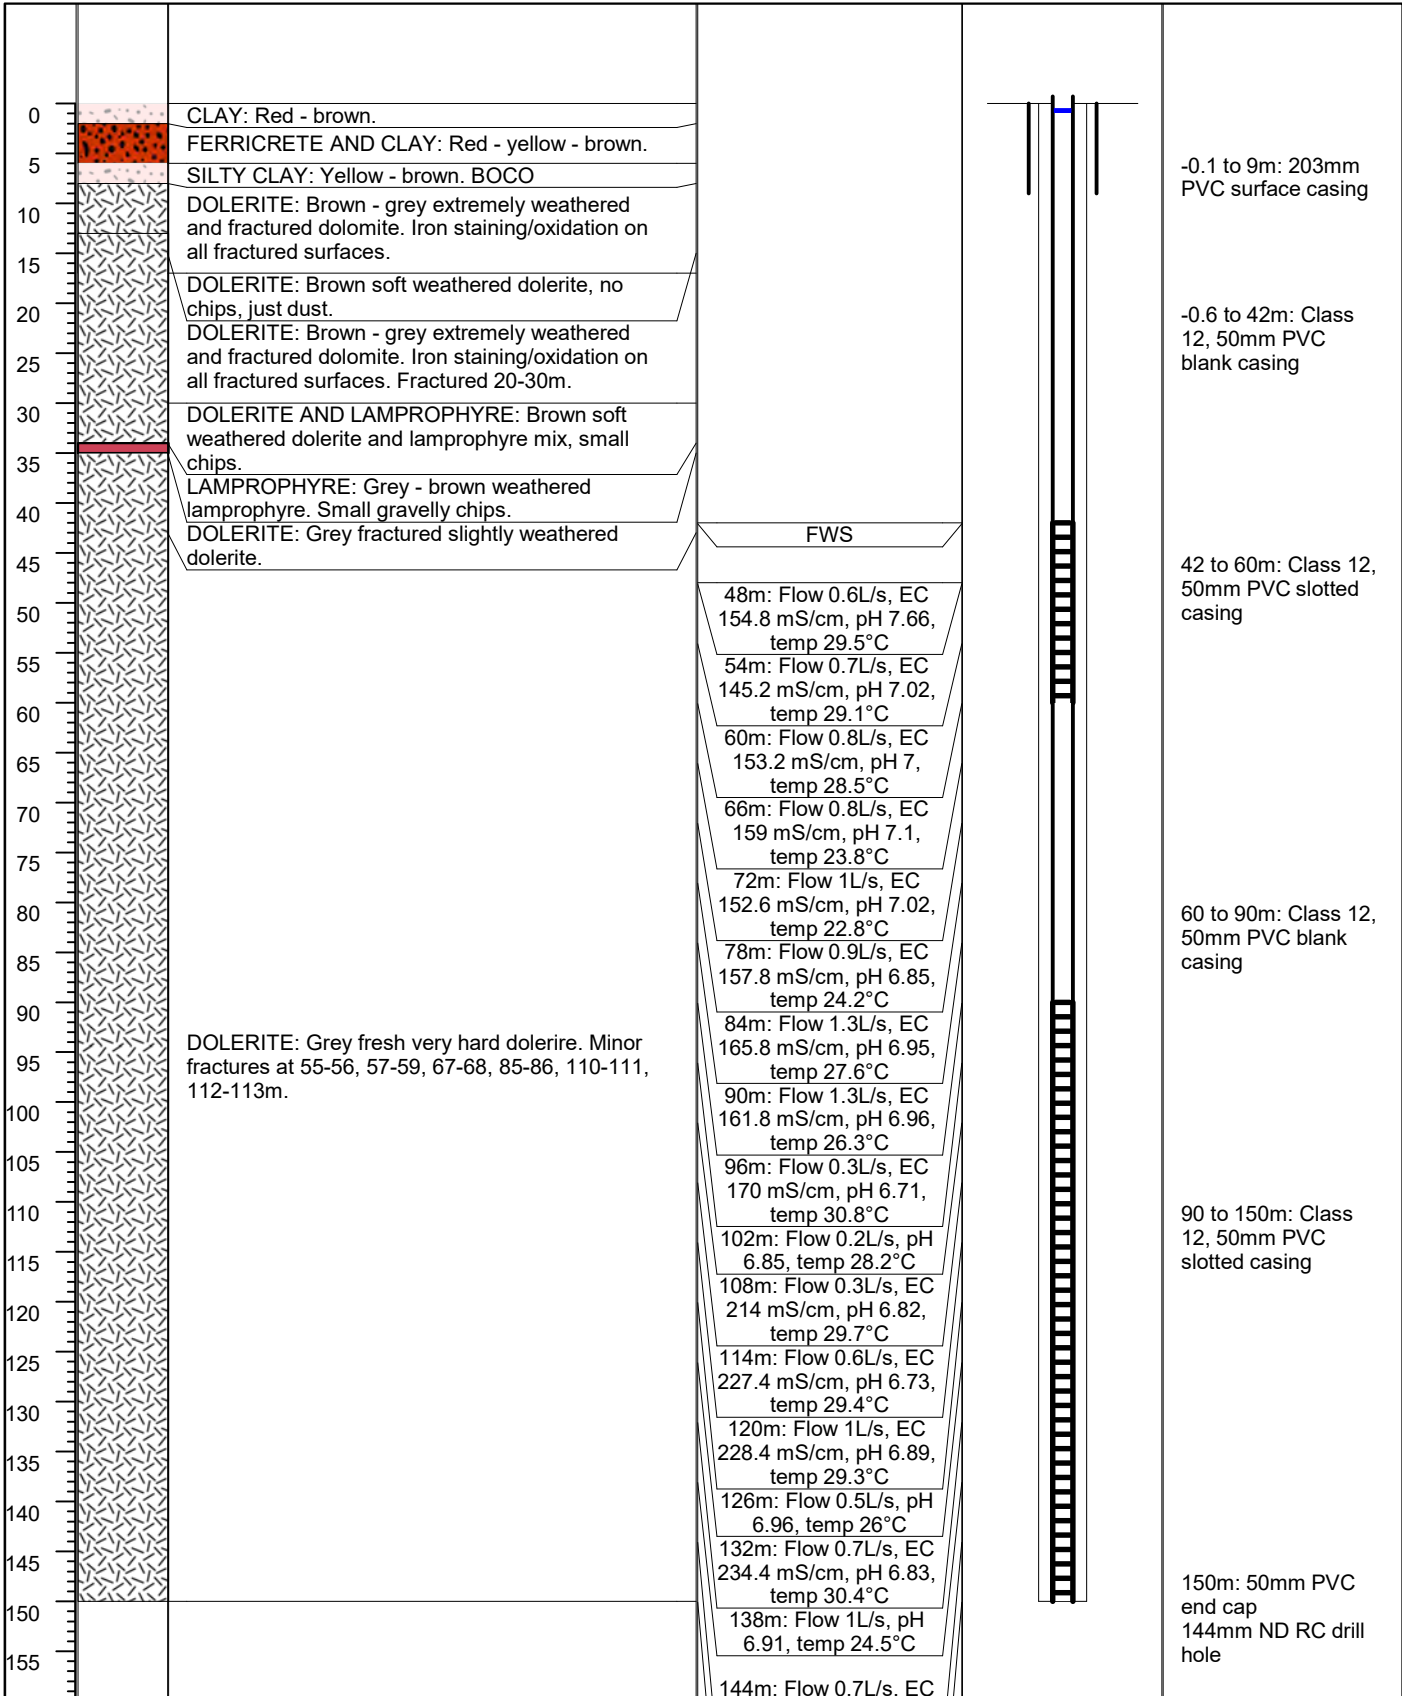 0
5
10
15
20
25
30
35
40
45
50
55
60
65
70
75
80
85
90
95
100
105
110
115
120
125
130
135
140
145
150
155
CLAY: Red - brown.
FERRICRETE AND CLAY: Red - yellow - brown.
SILTY CLAY: Yellow - brown. BOCO
DOLERITE: Brown - grey extremely weathered
and fractured dolomite. Iron staining/oxidation on
all fractured surfaces.
DOLERITE: Brown soft weathered dolerite, no
chips, just dust.
DOLERITE: Brown - grey extremely weathered
and fractured dolomite. Iron staining/oxidation on
all fractured surfaces. Fractured 20-30m.
DOLERITE AND LAMPROPHYRE: Brown soft
weathered dolerite and lamprophyre mix, small
chips.
LAMPROPHYRE: Grey - brown weathered
lamprophyre. Small gravelly chips.
DOLERITE: Grey fractured slightly weathered
dolerite.
DOLERITE: Grey fresh very hard dolerire. Minor
fractures at 55-56, 57-59, 67-68, 85-86, 110-111,
112-113m.
FWS
48m: Flow 0.6L/s, EC
154.8 mS/cm, pH 7.66,
temp 29.5°C
54m: Flow 0.7L/s, EC
145.2 mS/cm, pH 7.02,
temp 29.1°C
60m: Flow 0.8L/s, EC
153.2 mS/cm, pH 7,
temp 28.5°C
66m: Flow 0.8L/s, EC
159 mS/cm, pH 7.1,
temp 23.8°C
72m: Flow 1L/s, EC
152.6 mS/cm, pH 7.02,
temp 22.8°C
78m: Flow 0.9L/s, EC
157.8 mS/cm, pH 6.85,
temp 24.2°C
84m: Flow 1.3L/s, EC
165.8 mS/cm, pH 6.95,
temp 27.6°C
90m: Flow 1.3L/s, EC
161.8 mS/cm, pH 6.96,
temp 26.3°C
96m: Flow 0.3L/s, EC
170 mS/cm, pH 6.71,
temp 30.8°C
102m: Flow 0.2L/s, pH
6.85, temp 28.2°C
108m: Flow 0.3L/s, EC
214 mS/cm, pH 6.82,
temp 29.7°C
114m: Flow 0.6L/s, EC
227.4 mS/cm, pH 6.73,
temp 29.4°C
120m: Flow 1L/s, EC
228.4 mS/cm, pH 6.89,
temp 29.3°C
126m: Flow 0.5L/s, pH
6.96, temp 26°C
132m: Flow 0.7L/s, EC
234.4 mS/cm, pH 6.83,
temp 30.4°C
138m: Flow 1L/s, pH
6.91, temp 24.5°C
144m: Flow 0.7L/s, EC
-0.1 to 9m: 203mm
PVC surface casing
-0.6 to 42m: Class
12, 50mm PVC
blank casing
42 to 60m: Class 12,
50mm PVC slotted
casing
60 to 90m: Class 12,
50mm PVC blank
casing
90 to 150m: Class
12, 50mm PVC
slotted casing
150m: 50mm PVC
end cap
144mm ND RC drill
hole